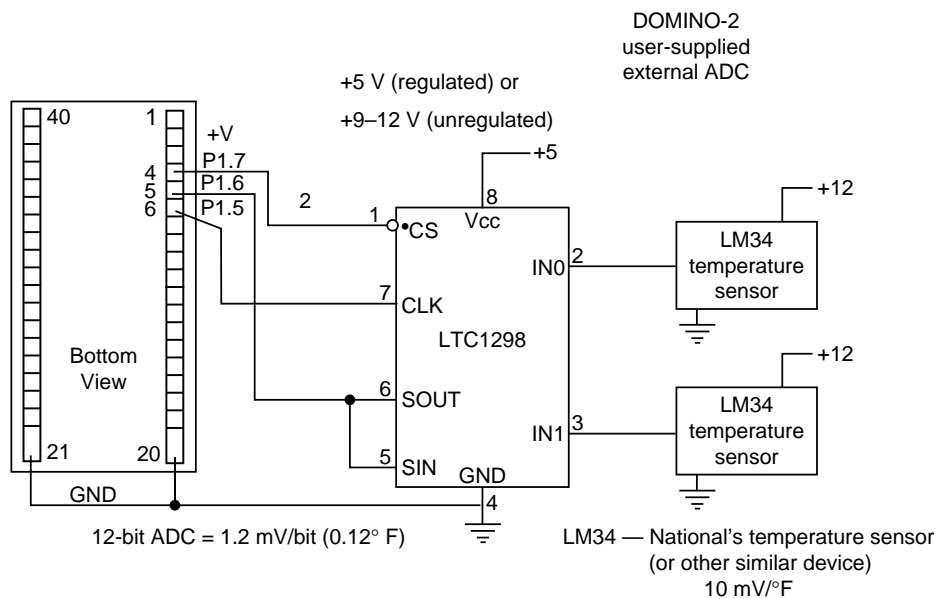 DOMINO-2
user-supplied
external ADC
+5 V (regulated) or
+9–12 V (unregulated)
40
1
+V
4
P1.7
5
P1.6
6
P1.5
2
+5
8
Vcc
1
•CS
+12
LM34
temperature
sensor
IN0
2
7
CLK
LTC1298
Bottom
View
+12
LM34
temperature
sensor
6
SOUT
IN1
3
5
SIN
GND
4
21
20
GND
12-bit ADC = 1.2 mV/bit (0.12° F)
LM34 — National's temperature sensor
(or other similar device)
10 mV/°F